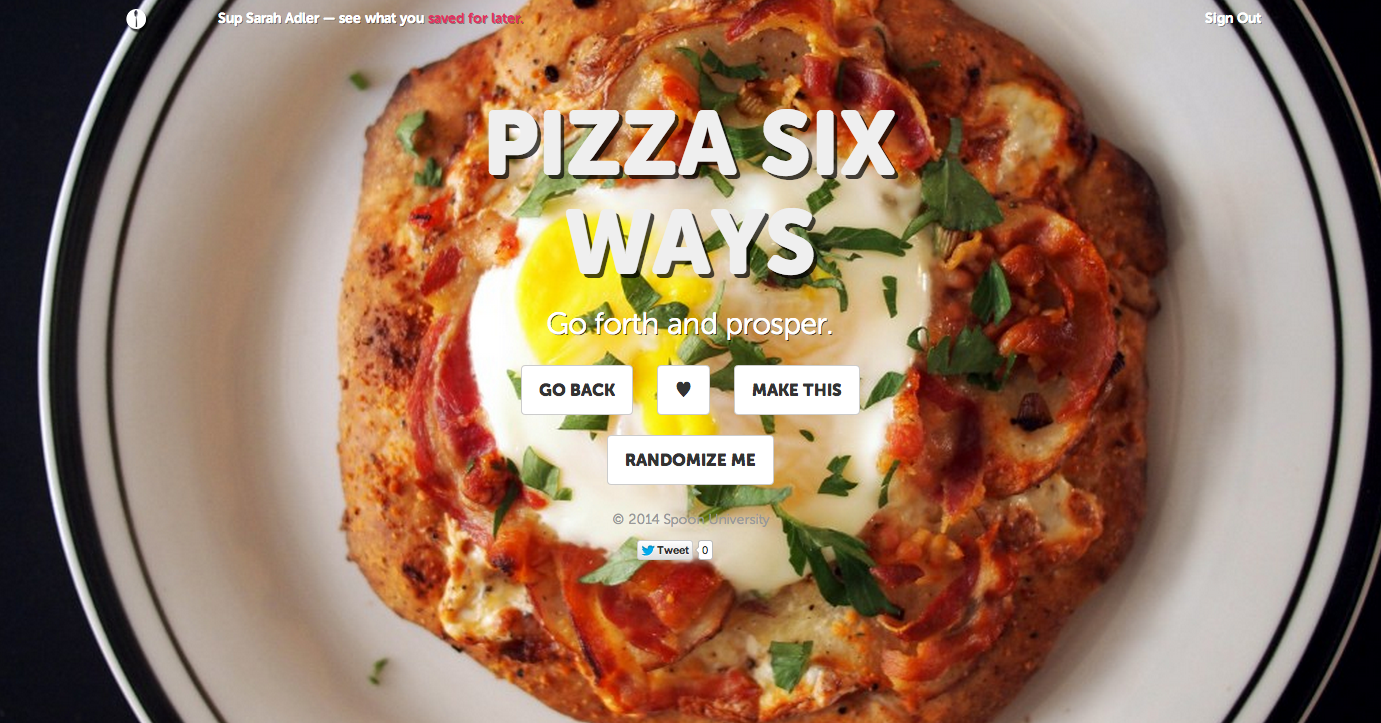 Sup Sarah Adler — see what you saved for later.
Sign Out
PIZZA SIX
WAYS
Go forth and prosper.
GO BACK ♥ MAKE THIS
RANDOMIZE ME
© 2014 Spoon University
Tweet 0